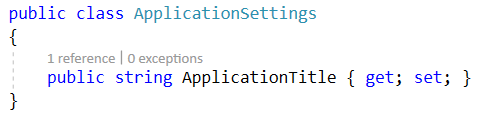 public class ApplicationSettings
{
1 reference | 0 exceptions
public string ApplicationTitle { get; set; }
}